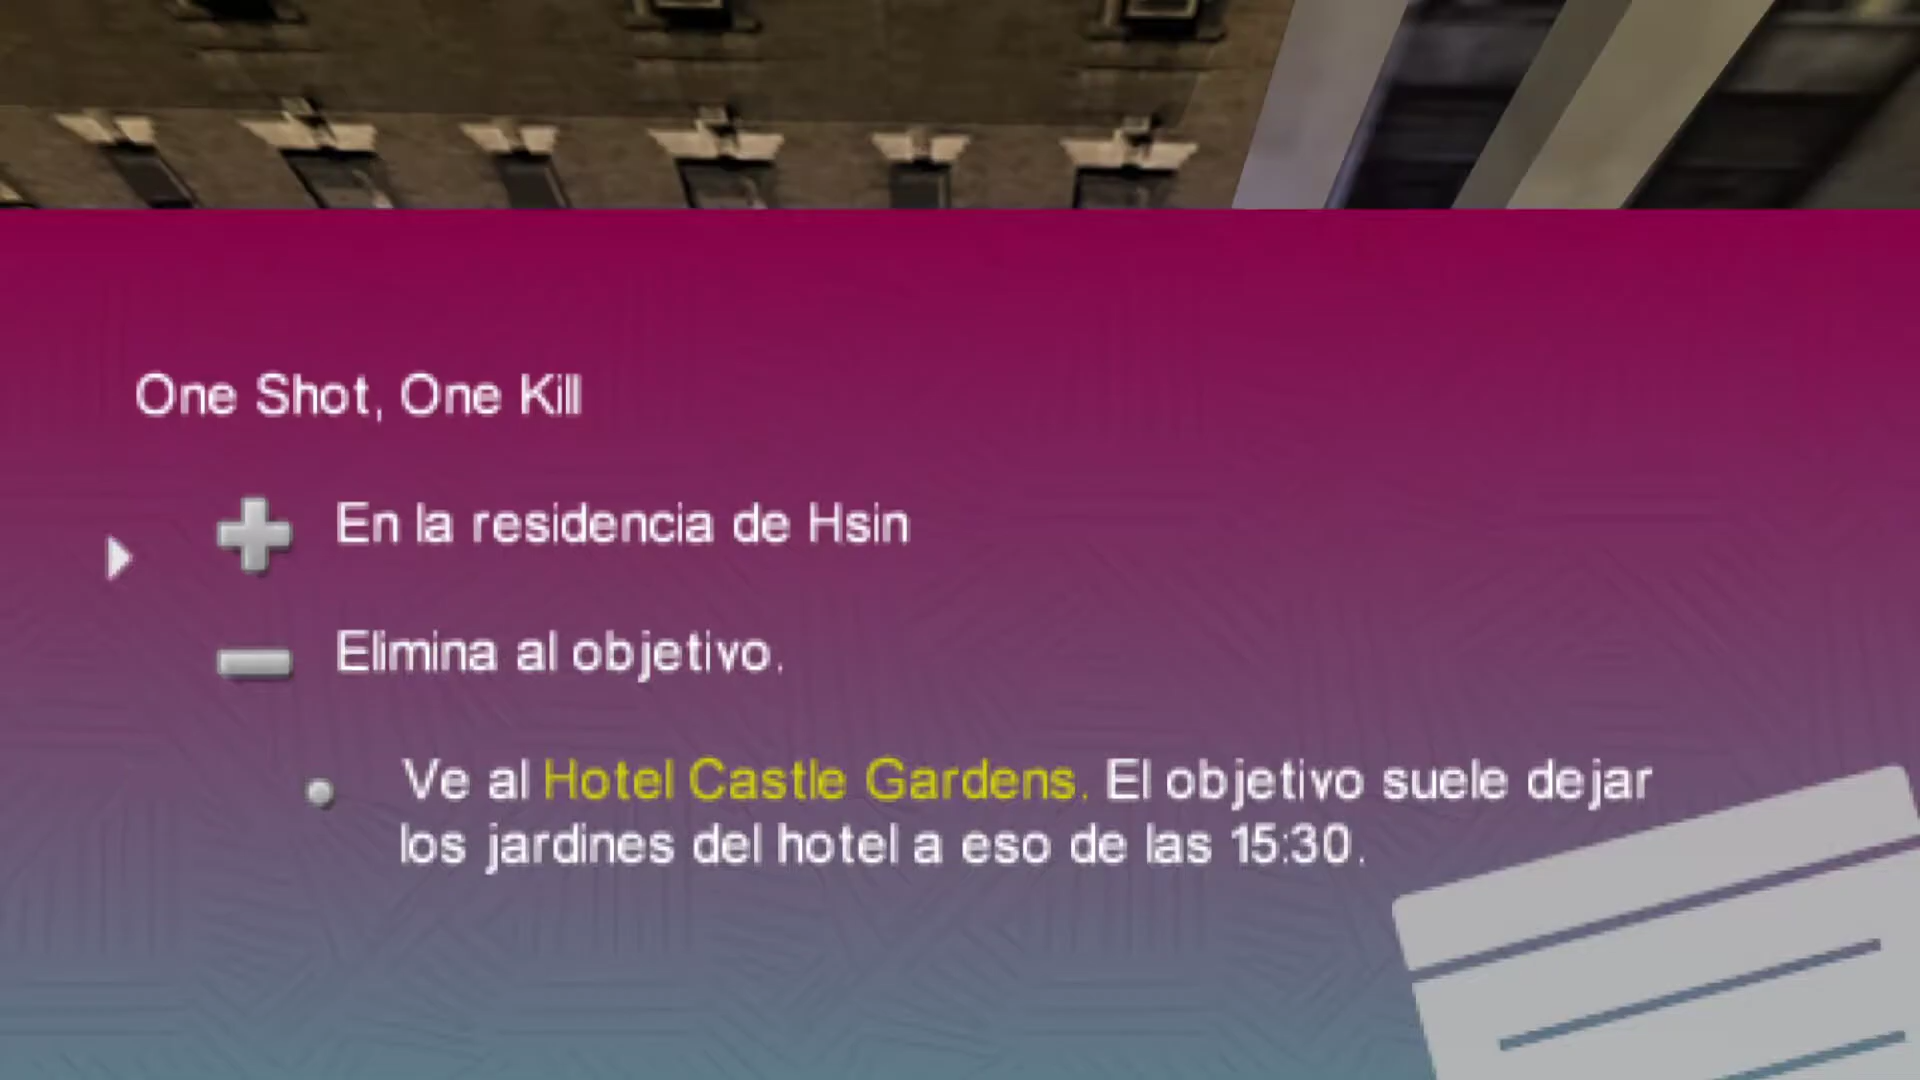 One Shot, One Kill
En la residencia de Hsin
Elimina al objetivo.
Ve al Hotel Castle Gardens. El objetivo suele dejar
los jardines del hotel a eso de las 15:30.